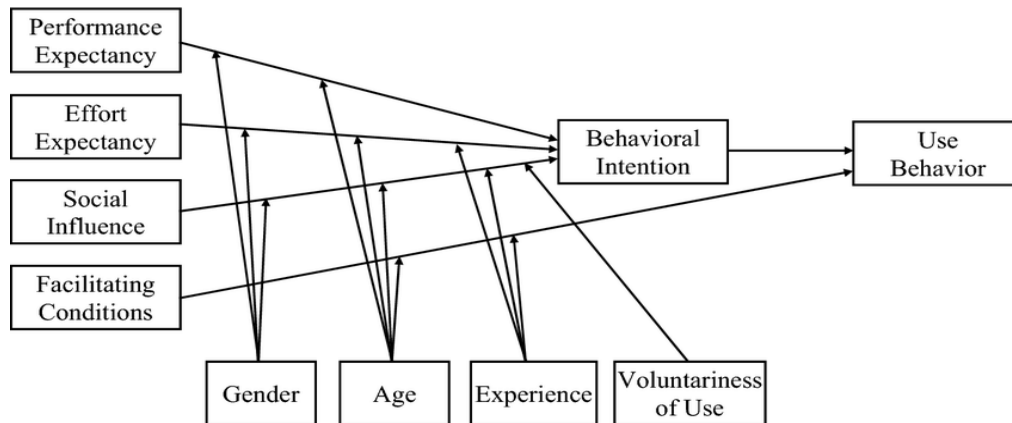 Performance
Expectancy
Effort
Expectancy
Social
Influence
Facilitating
Conditions
Behavioral
Intention
Use
Behavior
Gender
Age
Experience
Voluntariness
of Use